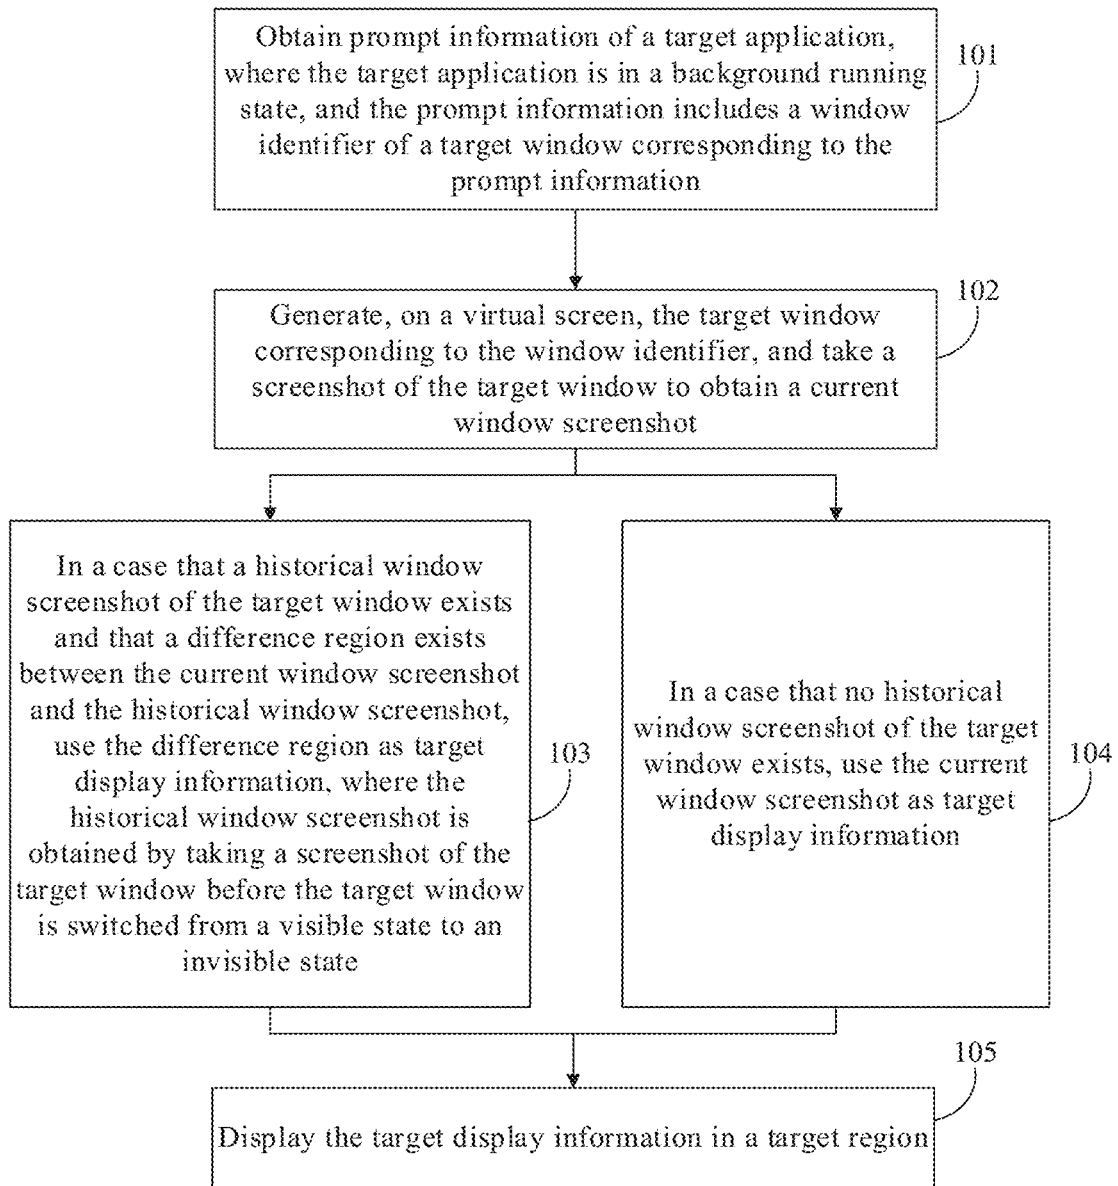 Obtain prompt information of a target application,
where the target application is in a background running
state, and the prompt information includes a window
identifier of a target window corresponding to the
prompt information
101
Generate, on a virtual screen, the target window
corresponding to the window identifier, and take a
screenshot of the target window to obtain a current
window screenshot
102
In a case that a historical window
screenshot of the target window exists
and that a difference region exists
between the current window screenshot
and the historical window screenshot,
use the difference region as target
display information, where the
historical window screenshot is
obtained by taking a screenshot of the
target window before the target window
is switched from a visible state to an
invisible state
103
In a case that no historical
window screenshot of the target
window exists, use the current
window screenshot as target
display information
104
Display the target display information in a target region
105